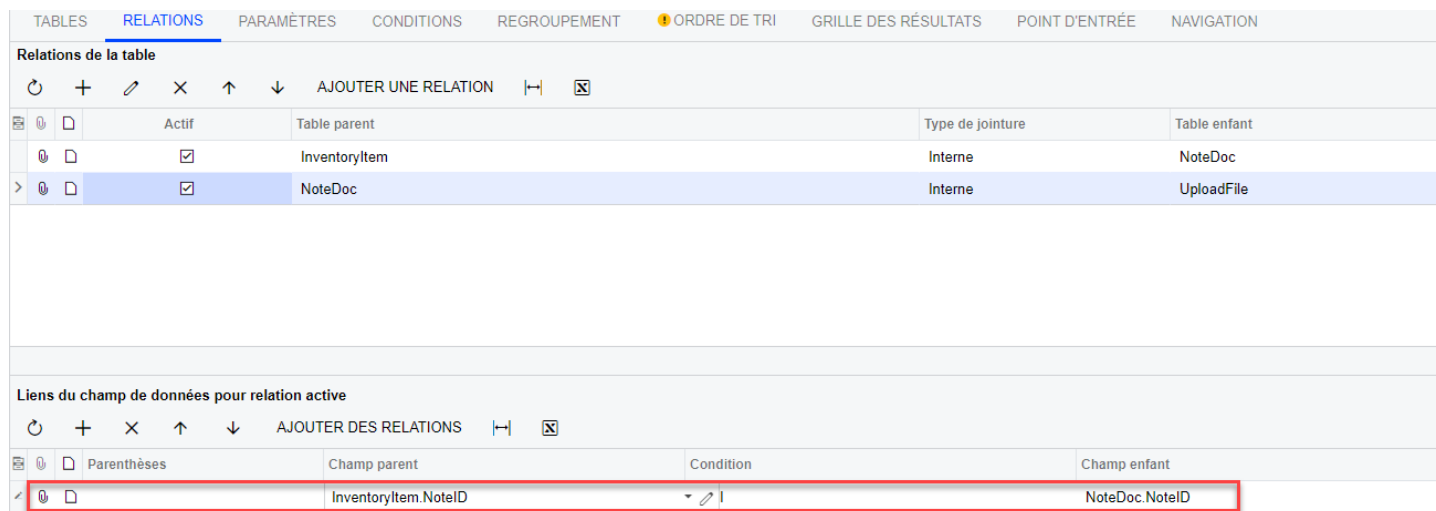 TABLES RELATIONS PARAMÈTRES CONDITIONS REGROUPEMENT ORDRE DE TRI GRILLE DES RÉSULTATS POINT D'ENTRÉE NAVIGATION
Relations de la table
AJOUTER UNE RELATION
Actif Table parent Type de jointure Table enfant
InventoryItem Interne NoteDoc
NoteDoc Interne UploadFile
Liens du champ de données pour relation active
AJOUTER DES RELATIONS
Parenthèses Champ parent Condition Champ enfant
InventoryItem.NoteID I NoteDoc.NoteID